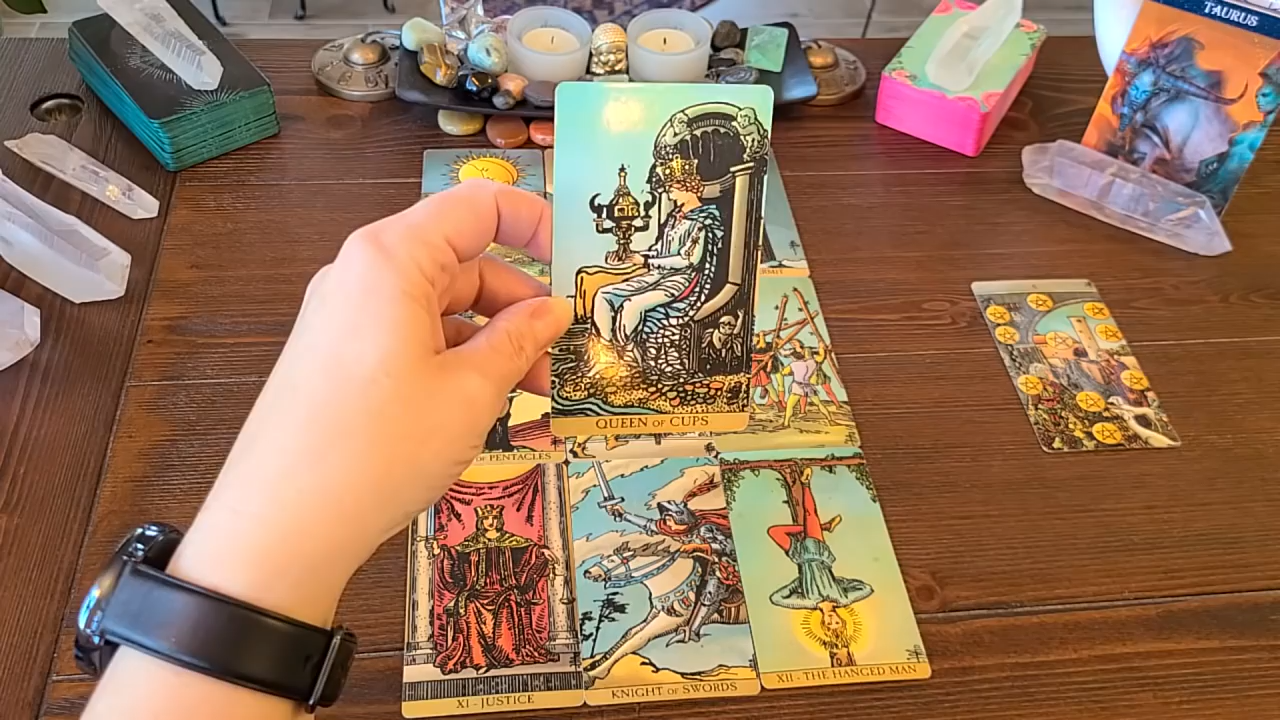 TAURUS
QUEEN OF CUPS
OF PENTACLES
XI - JUSTICE
KNIGHT OF SWORDS
XII - THE HANGED MAN